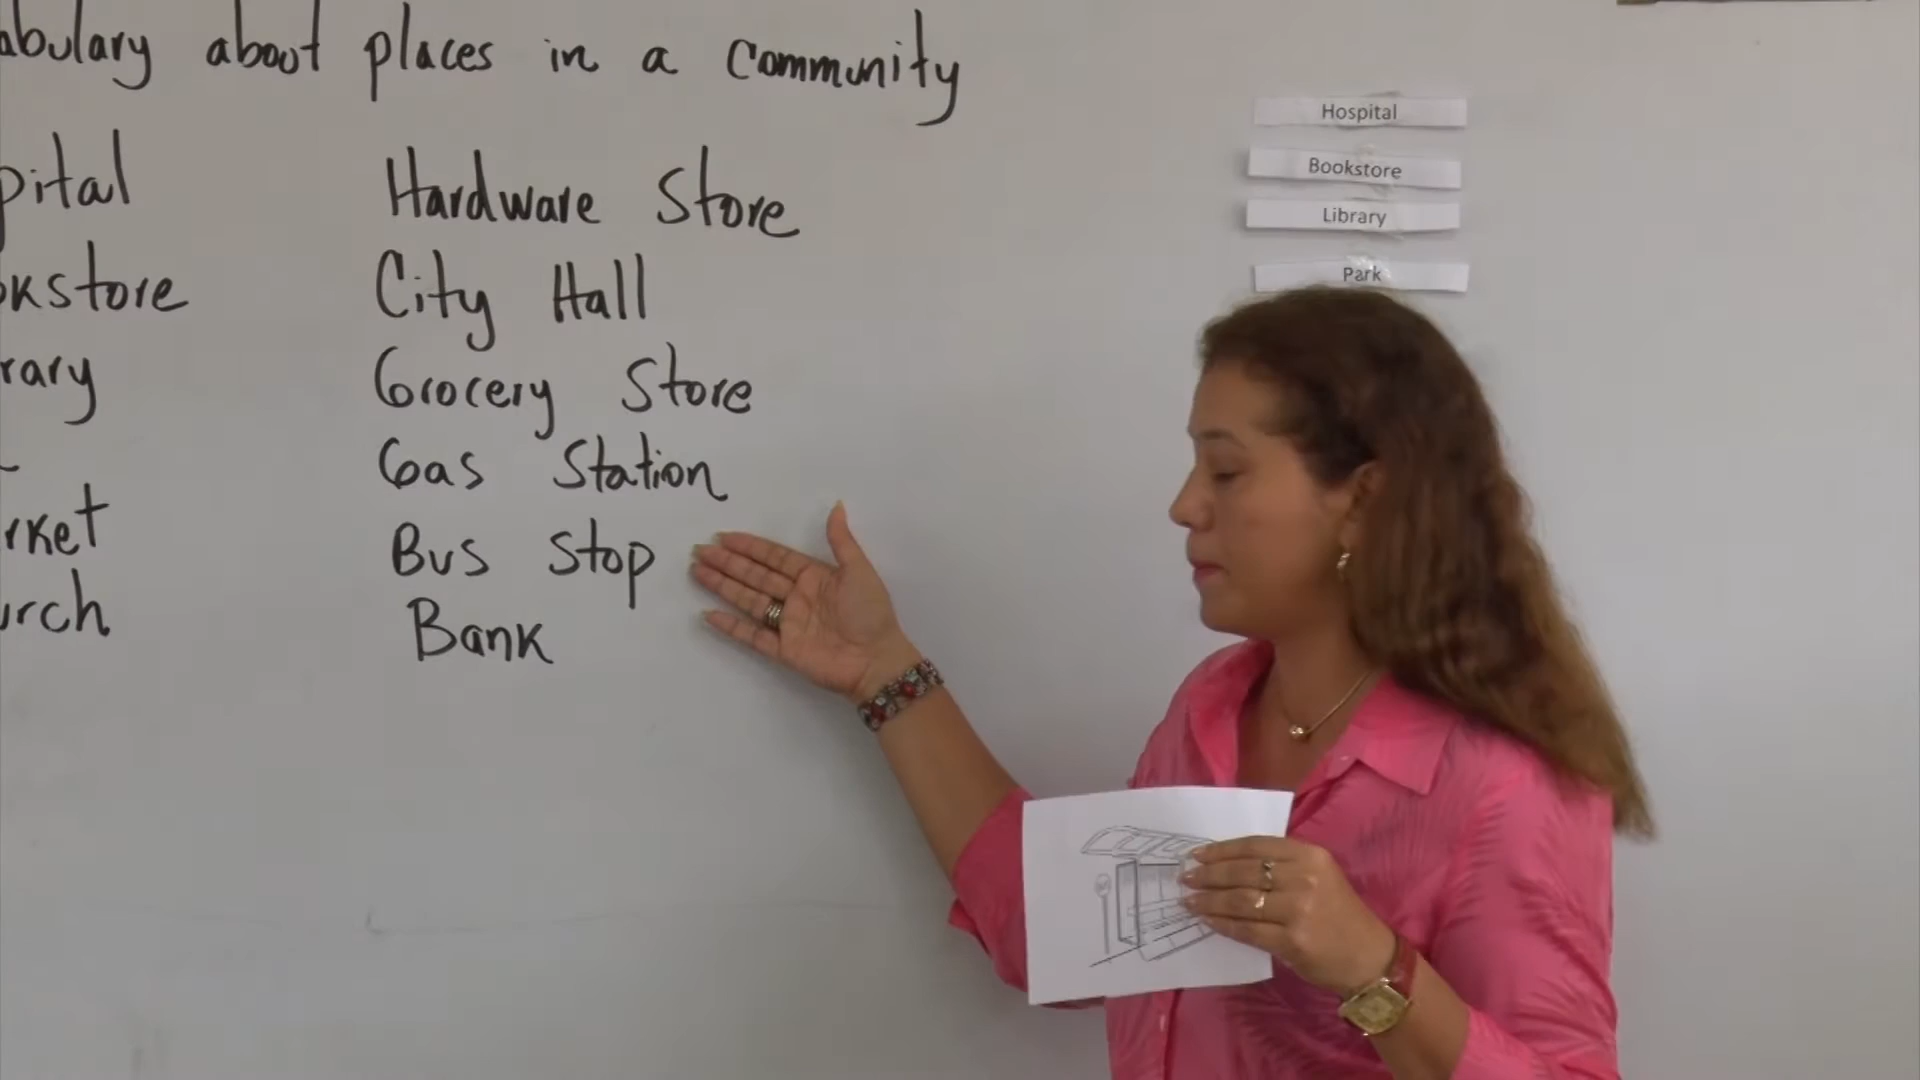 abulary about places in a community
pital
okstore
rary
rket
urch
Hardware Store
City Hall
Grocery Store
Gas Station
Bus Stop
Bank
Hospital
Bookstore
Library
Park